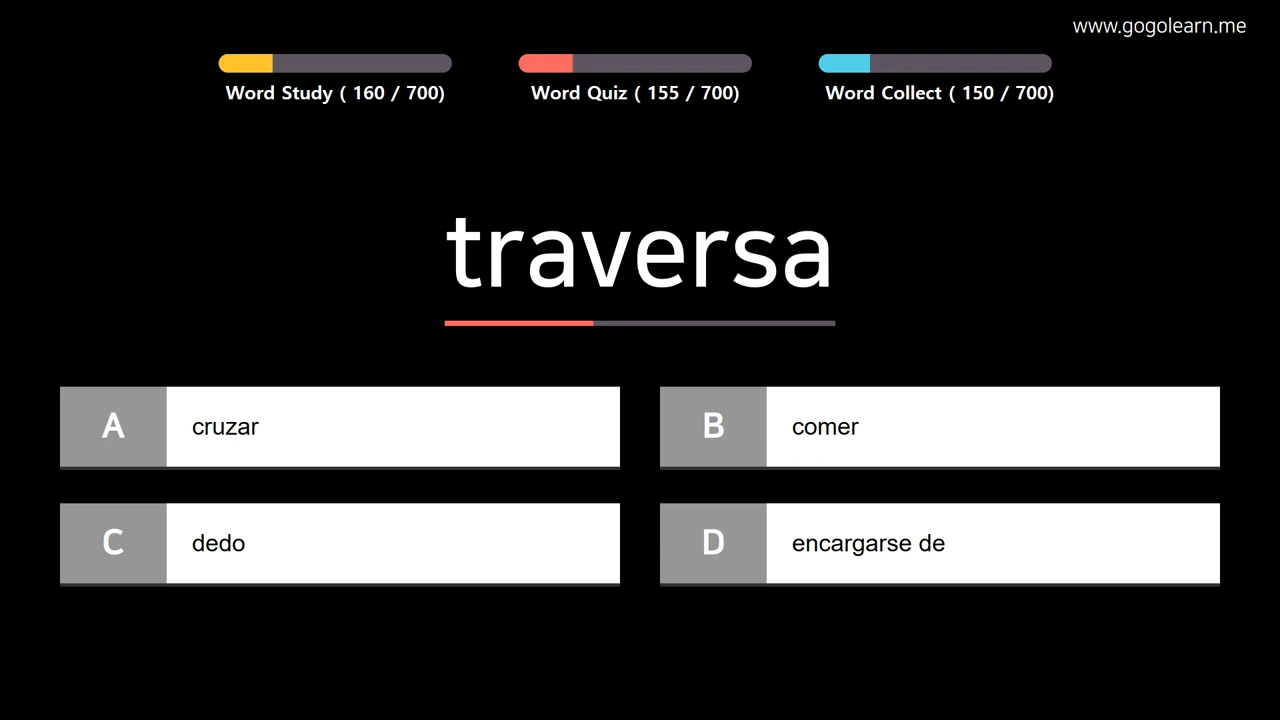 www.gogolearn.me
Word Study ( 160 / 700)
Word Quiz ( 155 / 700)
Word Collect ( 150 / 700)
traversa
A cruzar
B comer
C dedo
D encargarse de